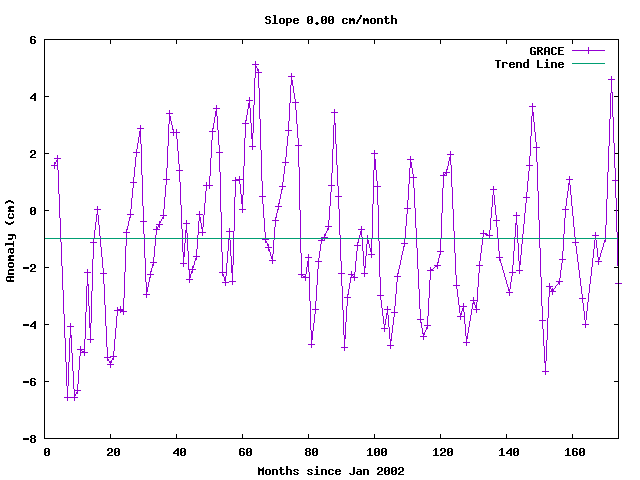 Slope 0.00 cm/month
GRACE
Trend Line
6
4
2
0
-2
-4
-6
-8
Anomaly (cm)
0 20 40 60 80 100 120 140 160
Months since Jan 2002